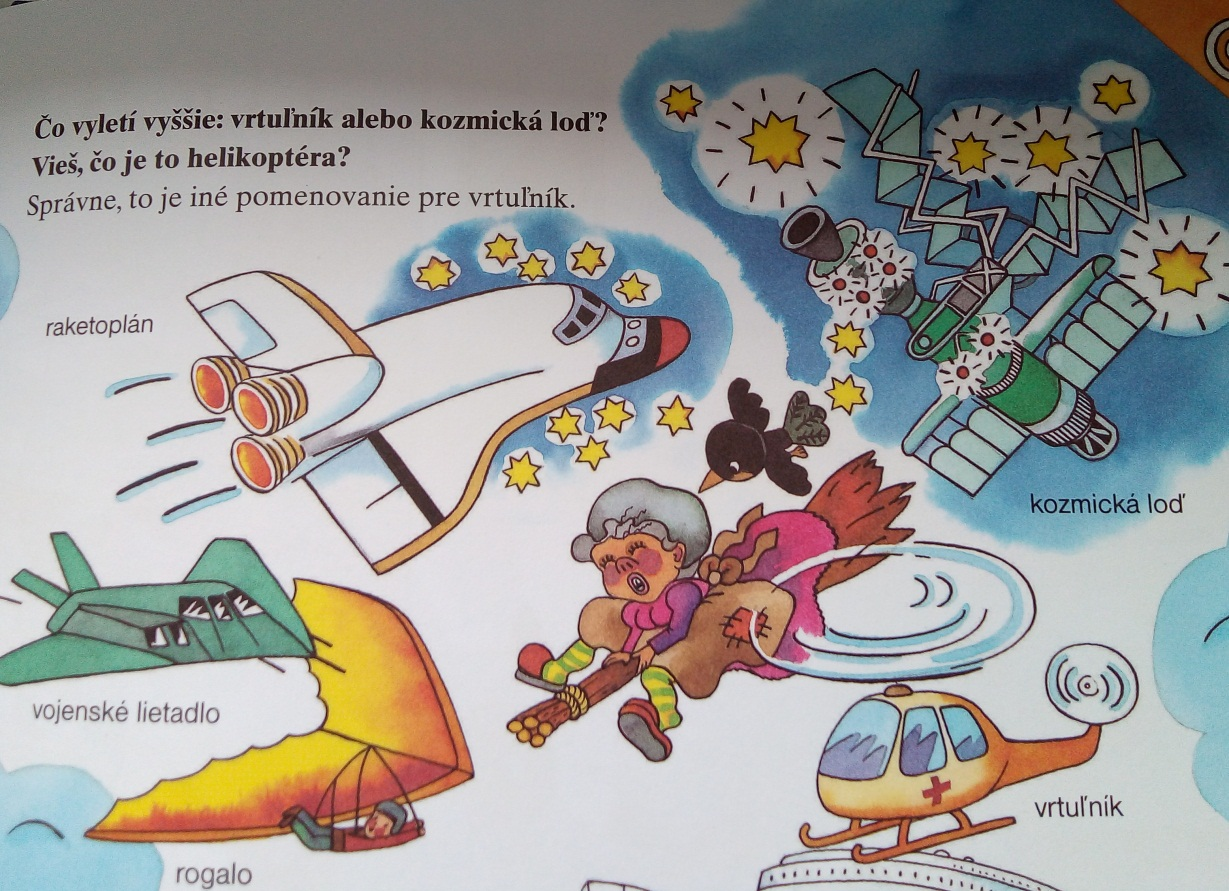 Čo vyletí vyššie: vrtuľník alebo kozmická loď?
Vieš, čo je to helikoptéra?
Správne, to je iné pomenovanie pre vrtuľník.
raketoplán
kozmická loď
vojenské lietadlo
vrtuľník
rogalo